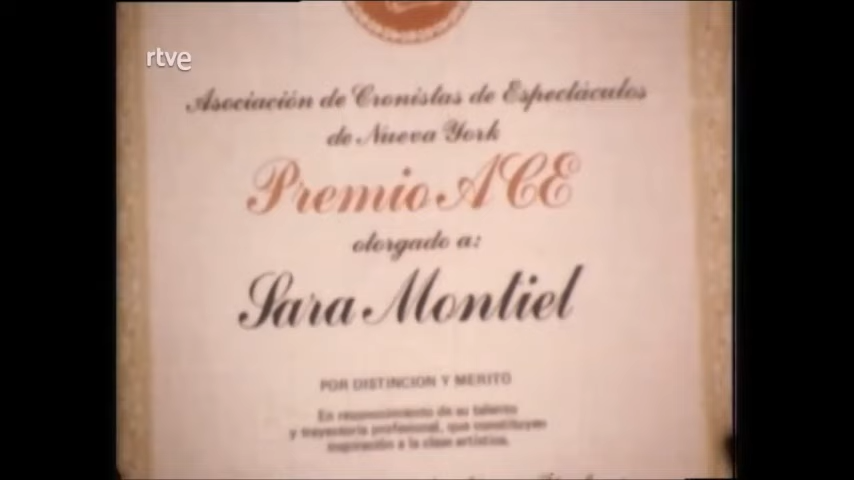 rtve
Asociación de Cronistas de Espectáculos
de Nueva York
Premio ACE
otorgado a:
Sara Montiel
POR DISTINCION Y MERITO
En reconocimiento de su talento
y trayectoria profesional, que constituyen
inspiración a la clase artística.